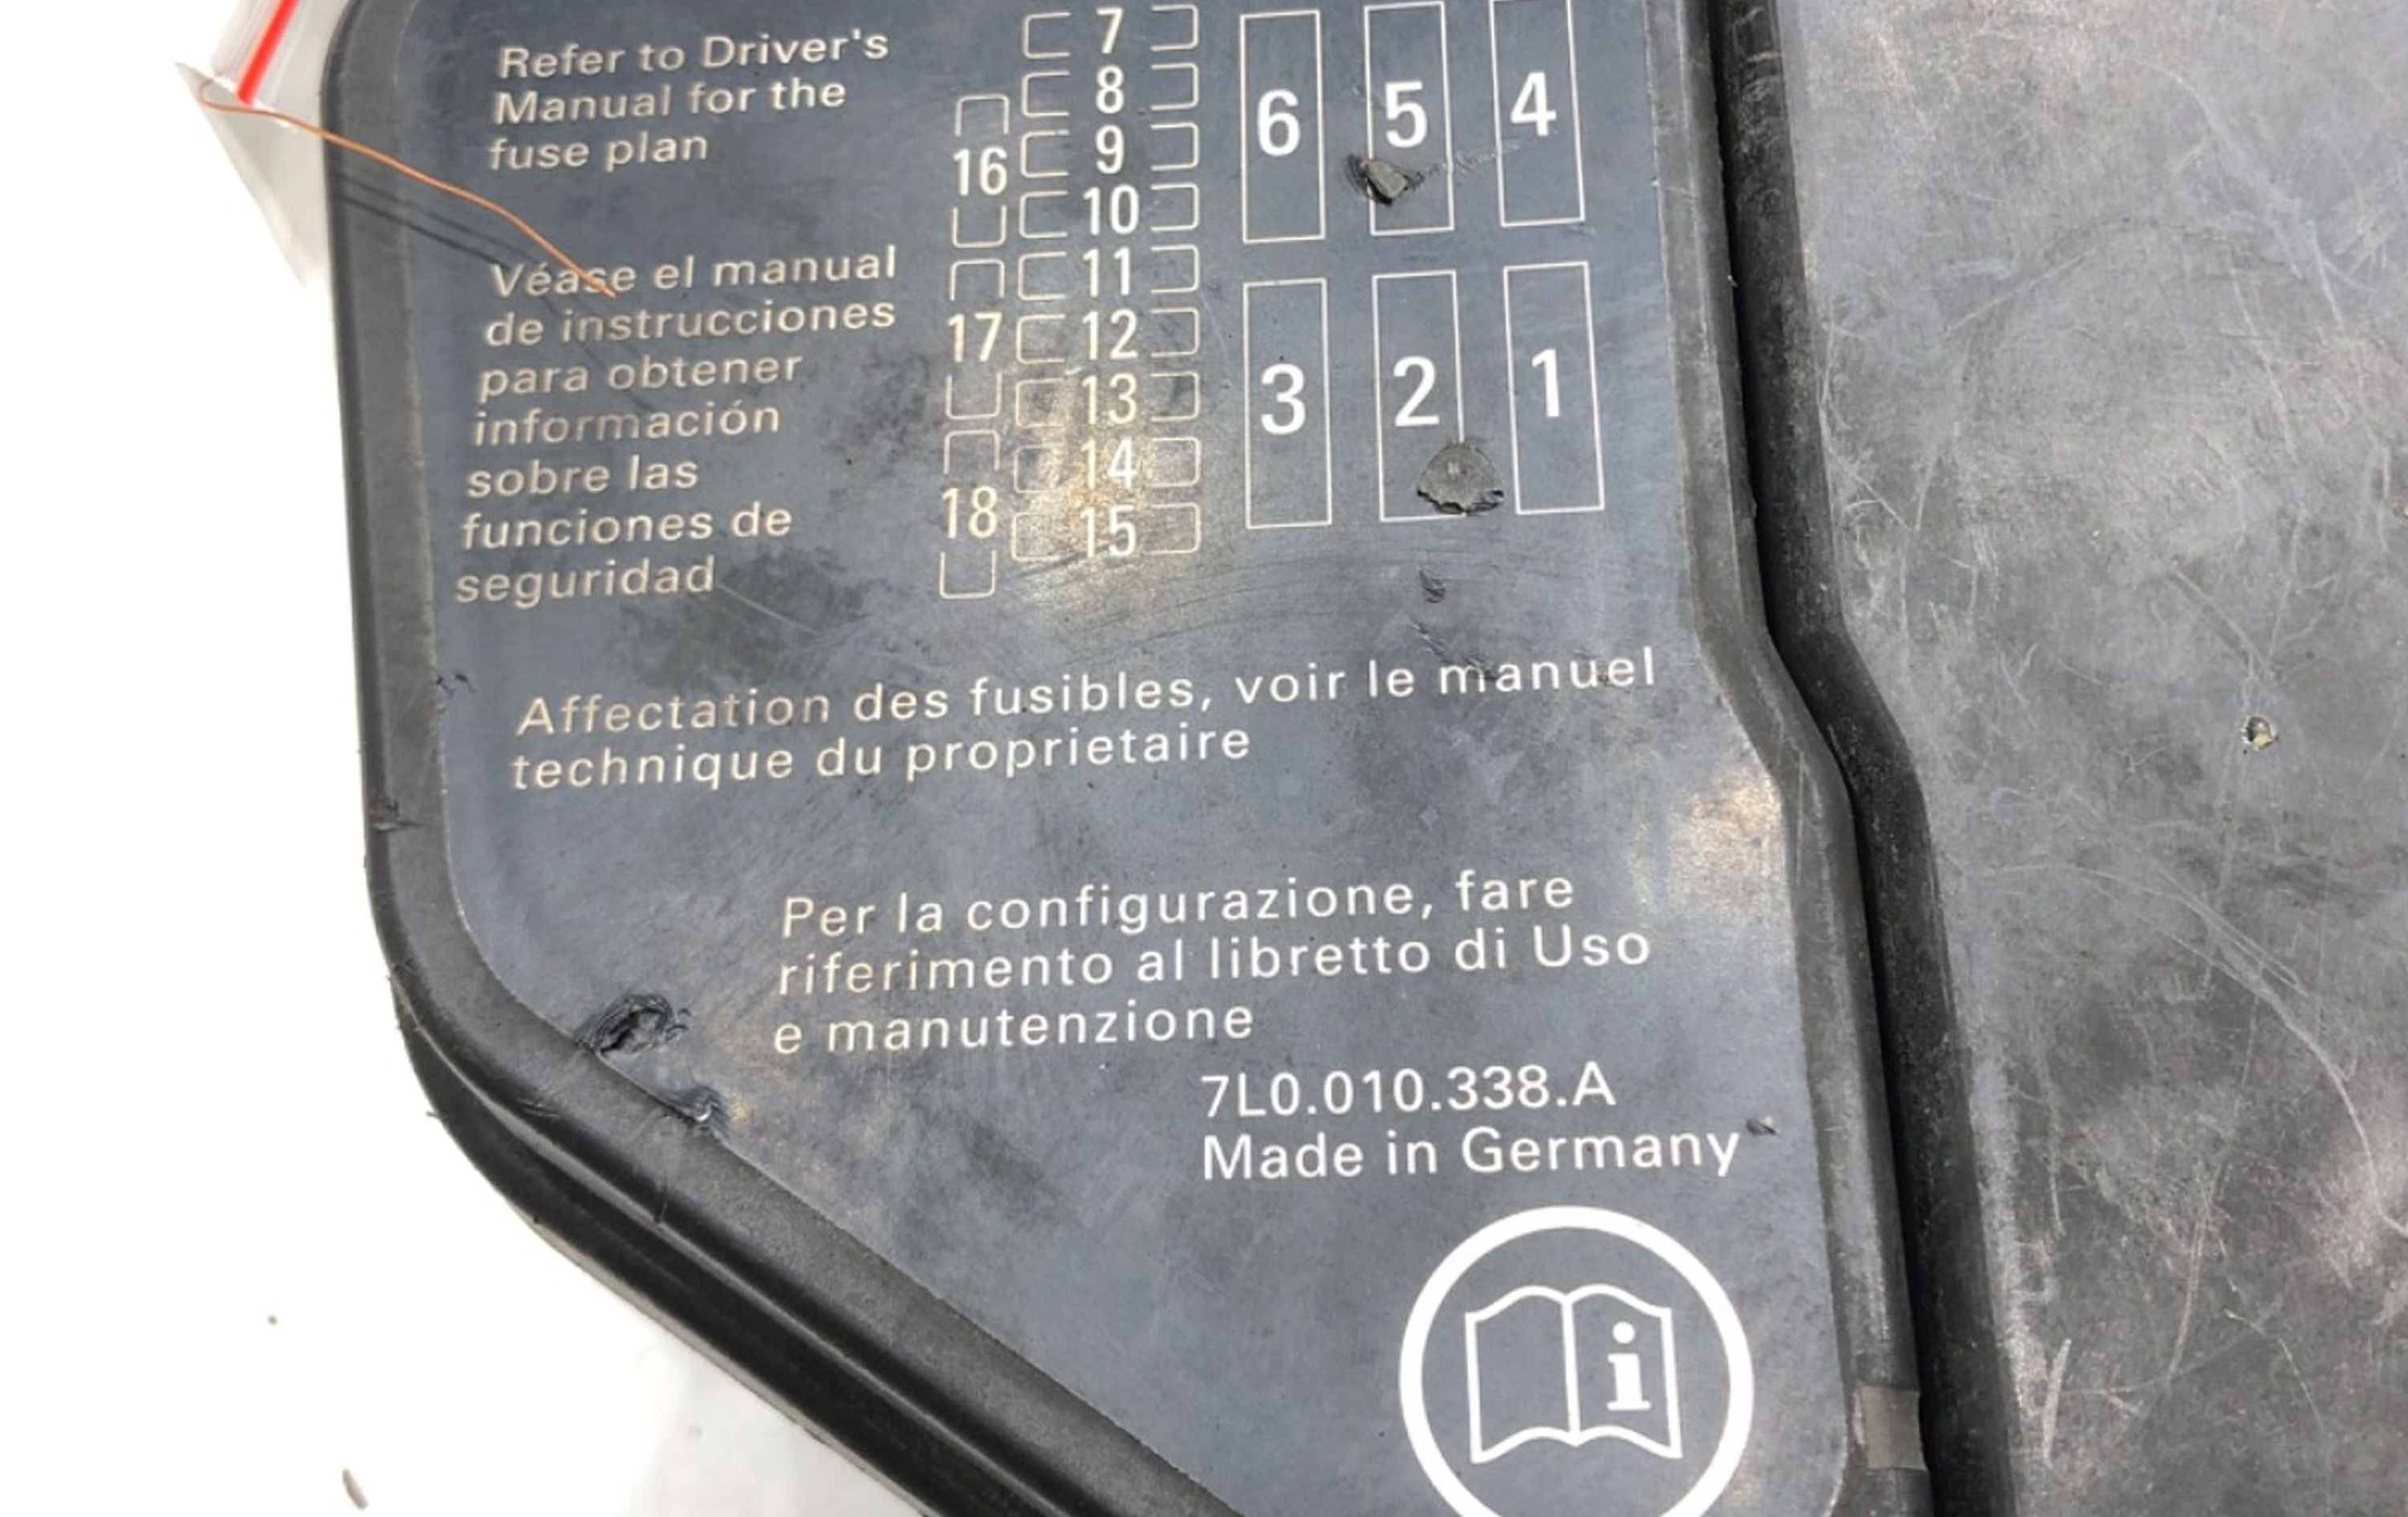 Refer to Driver's
Manual for the
fuse plan
Véase el manual
de instrucciones
para obtener
información
sobre las
funciones de
seguridad
7
8
9
10
11
12
13
14
15
16
17
18
6 5 4
3 2 1
Affectation des fusibles, voir le manuel
technique du proprietaire
Per la configurazione, fare
riferimento al libretto di Uso
e manutenzione
7L0.010.338.A
Made in Germany
i